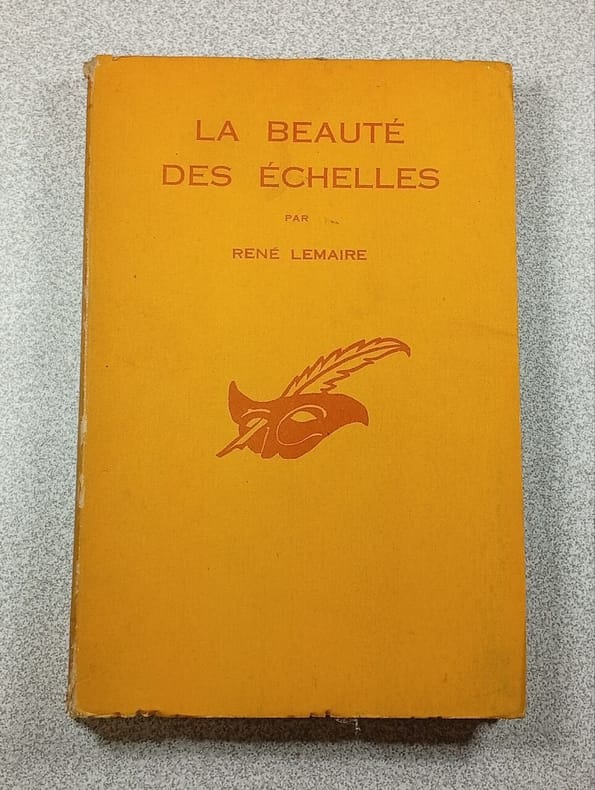 LA BEAUTÉ
DES ÉCHELLES
PAR
RENÉ LEMAIRE